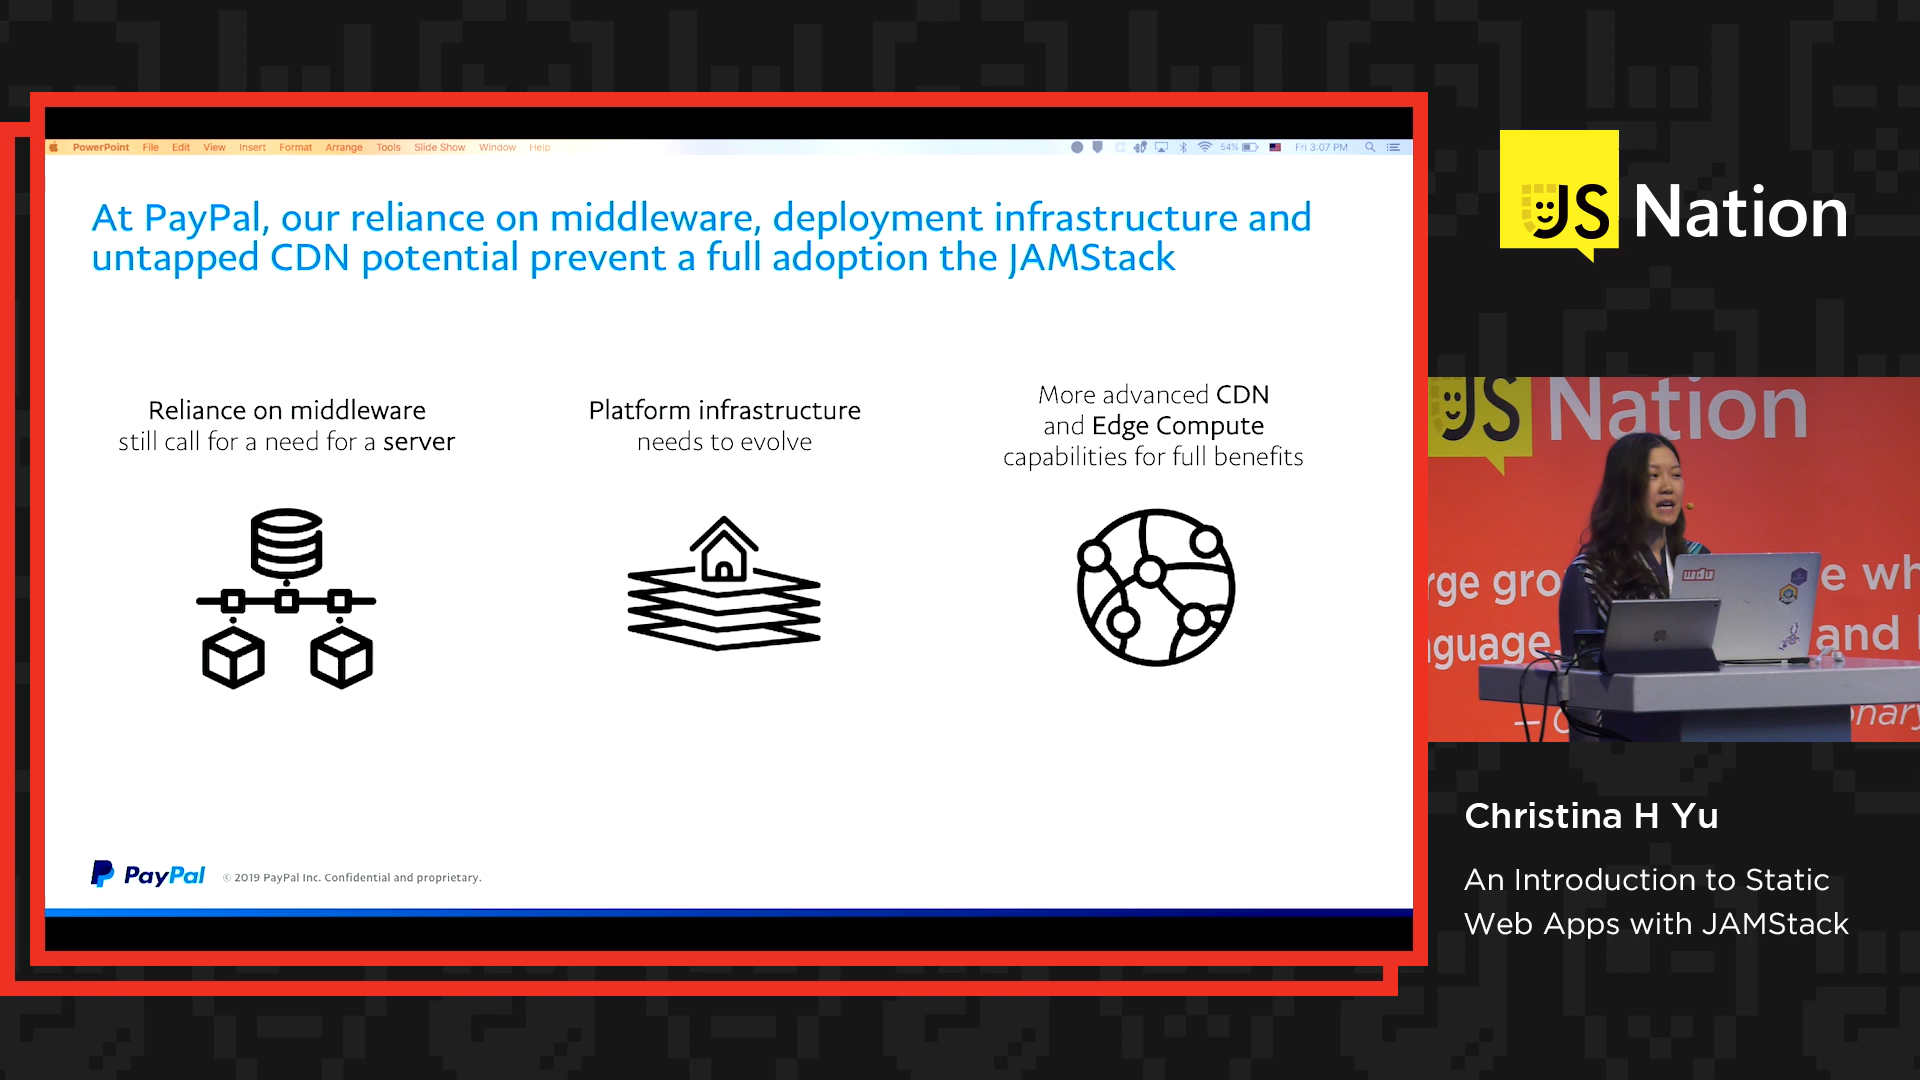 PowerPoint File Edit View Insert Format Arrange Tools Slide Show Window Help
54% Fri 3:07 PM
At PayPal, our reliance on middleware, deployment infrastructure and
untapped CDN potential prevent a full adoption the JAMStack
Reliance on middleware
still call for a need for a server
Platform infrastructure
needs to evolve
More advanced CDN
and Edge Compute
capabilities for full benefits
PayPal © 2019 PayPal Inc. Confidential and proprietary.
JS Nation
JS Nation
rge gro e wh
guage. and
Christina H Yu
An Introduction to Static
Web Apps with JAMStack